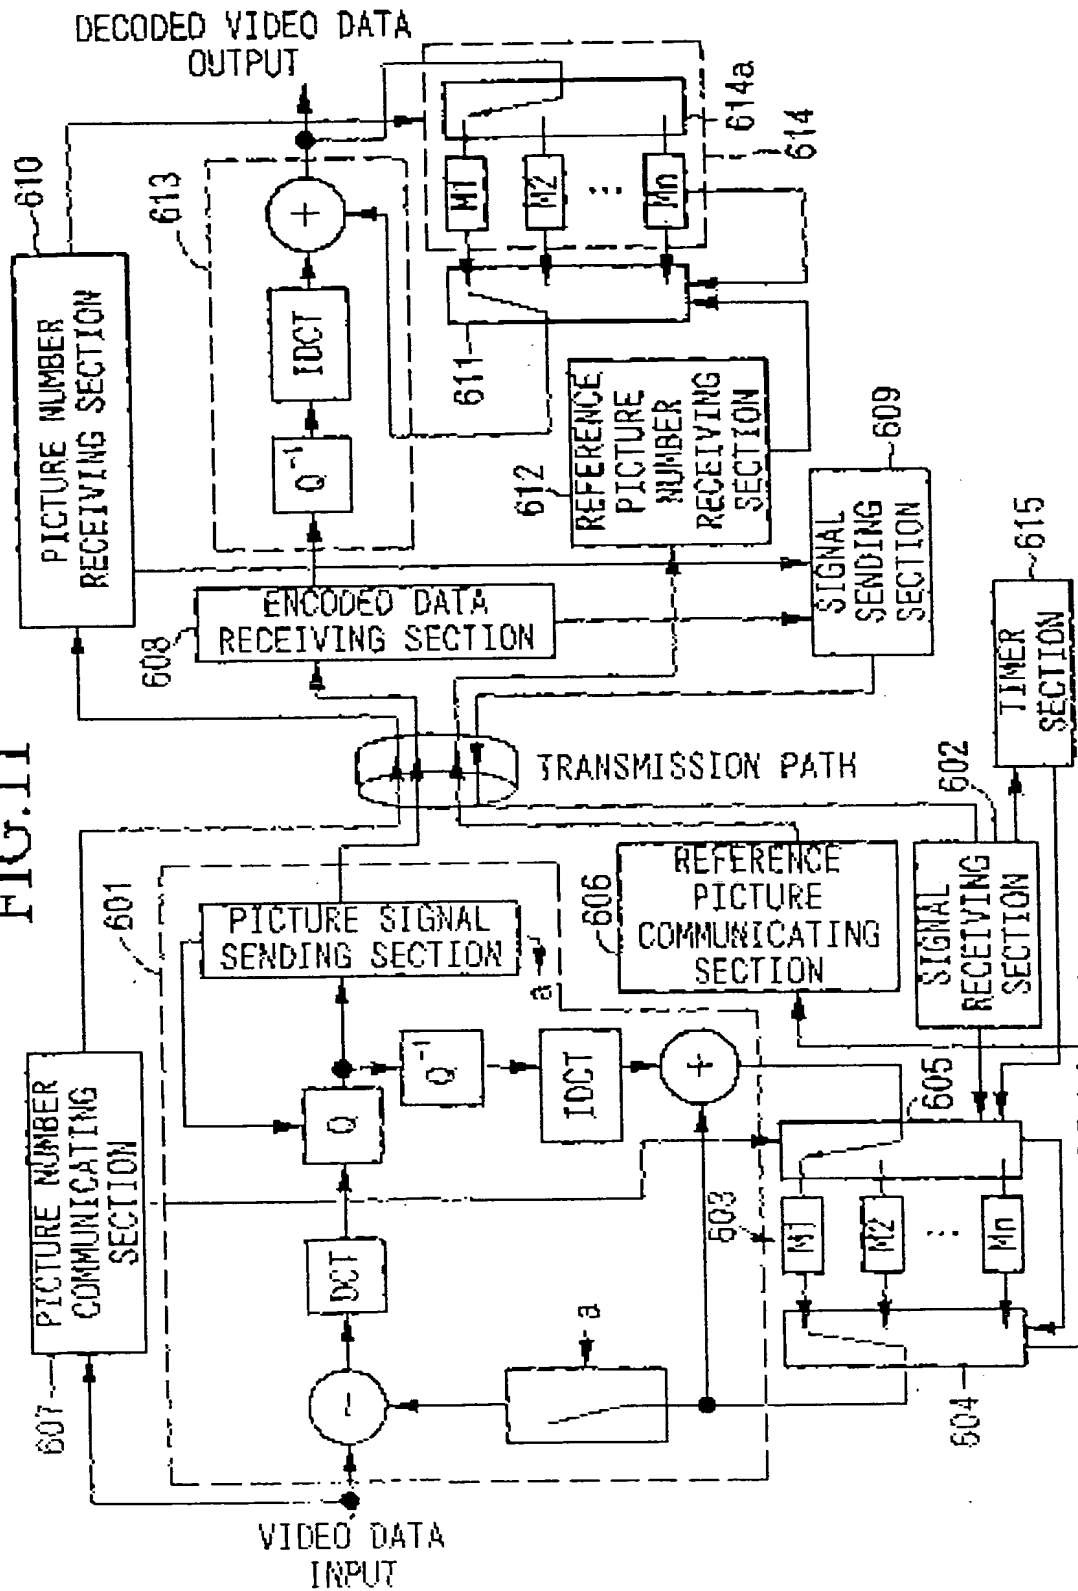 FIG.11
VIDEO DATA
INPUT
607
PICTURE NUMBER
COMMUNICATING
SECTION
601
-
DCT
Q
PICTURE SIGNAL
SENDING SECTION
a
Q⁻¹
IDCT
+
a
603
M1
M2
⋮
Mn
604
605
606
REFERENCE
PICTURE
COMMUNICATING
SECTION
SIGNAL
RECEIVING
SECTION
602
TIMER
SECTION
615
TRANSMISSION PATH
608
ENCODED DATA
RECEIVING SECTION
PICTURE NUMBER
RECEIVING SECTION
610
613
Q⁻¹
IDCT
+
DECODED VIDEO DATA
OUTPUT
611
M1
M2
⋮
Mn
614a
614
612
REFERENCE
PICTURE
NUMBER
RECEIVING
SECTION
SIGNAL
SENDING
SECTION
609